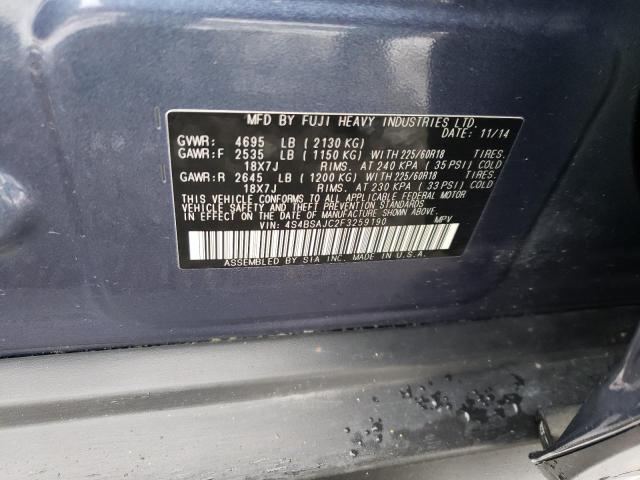 MFD BY FUJI HEAVY INDUSTRIES LTD.
DATE: 11/14
GVWR: 4695 LB ( 2130 KG)
GAWR:F 2535 LB ( 1150 KG) WITH 225/60R18 TIRES.
18X7J RIMS. AT 240 KPA ( 35 PSI) COLD
GAWR:R 2645 LB ( 1200 KG) WITH 225/60R18 TIRES.
18X7J RIMS. AT 230 KPA ( 33 PSI) COLD
THIS VEHICLE CONFORMS TO ALL APPLICABLE FEDERAL MOTOR
VEHICLE SAFETY AND THEFT PREVENTION STANDARDS IN EFFECT ON
THE DATE OF MANUFACTURE SHOWN ABOVE.
VIN: 4S4BSAJC2F3259190 MPV
ASSEMBLED BY SIA INC. MADE IN U.S.A.